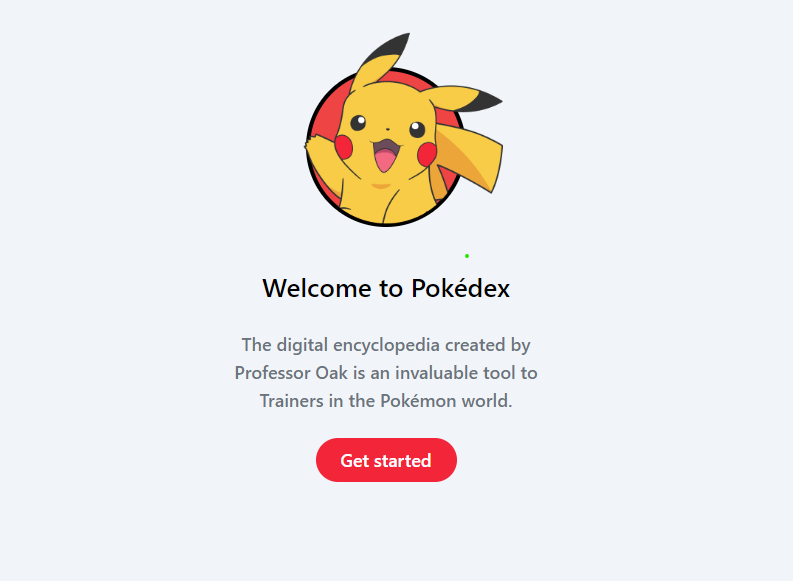 Welcome to Pokédex
The digital encyclopedia created by
Professor Oak is an invaluable tool to
Trainers in the Pokémon world.
Get started